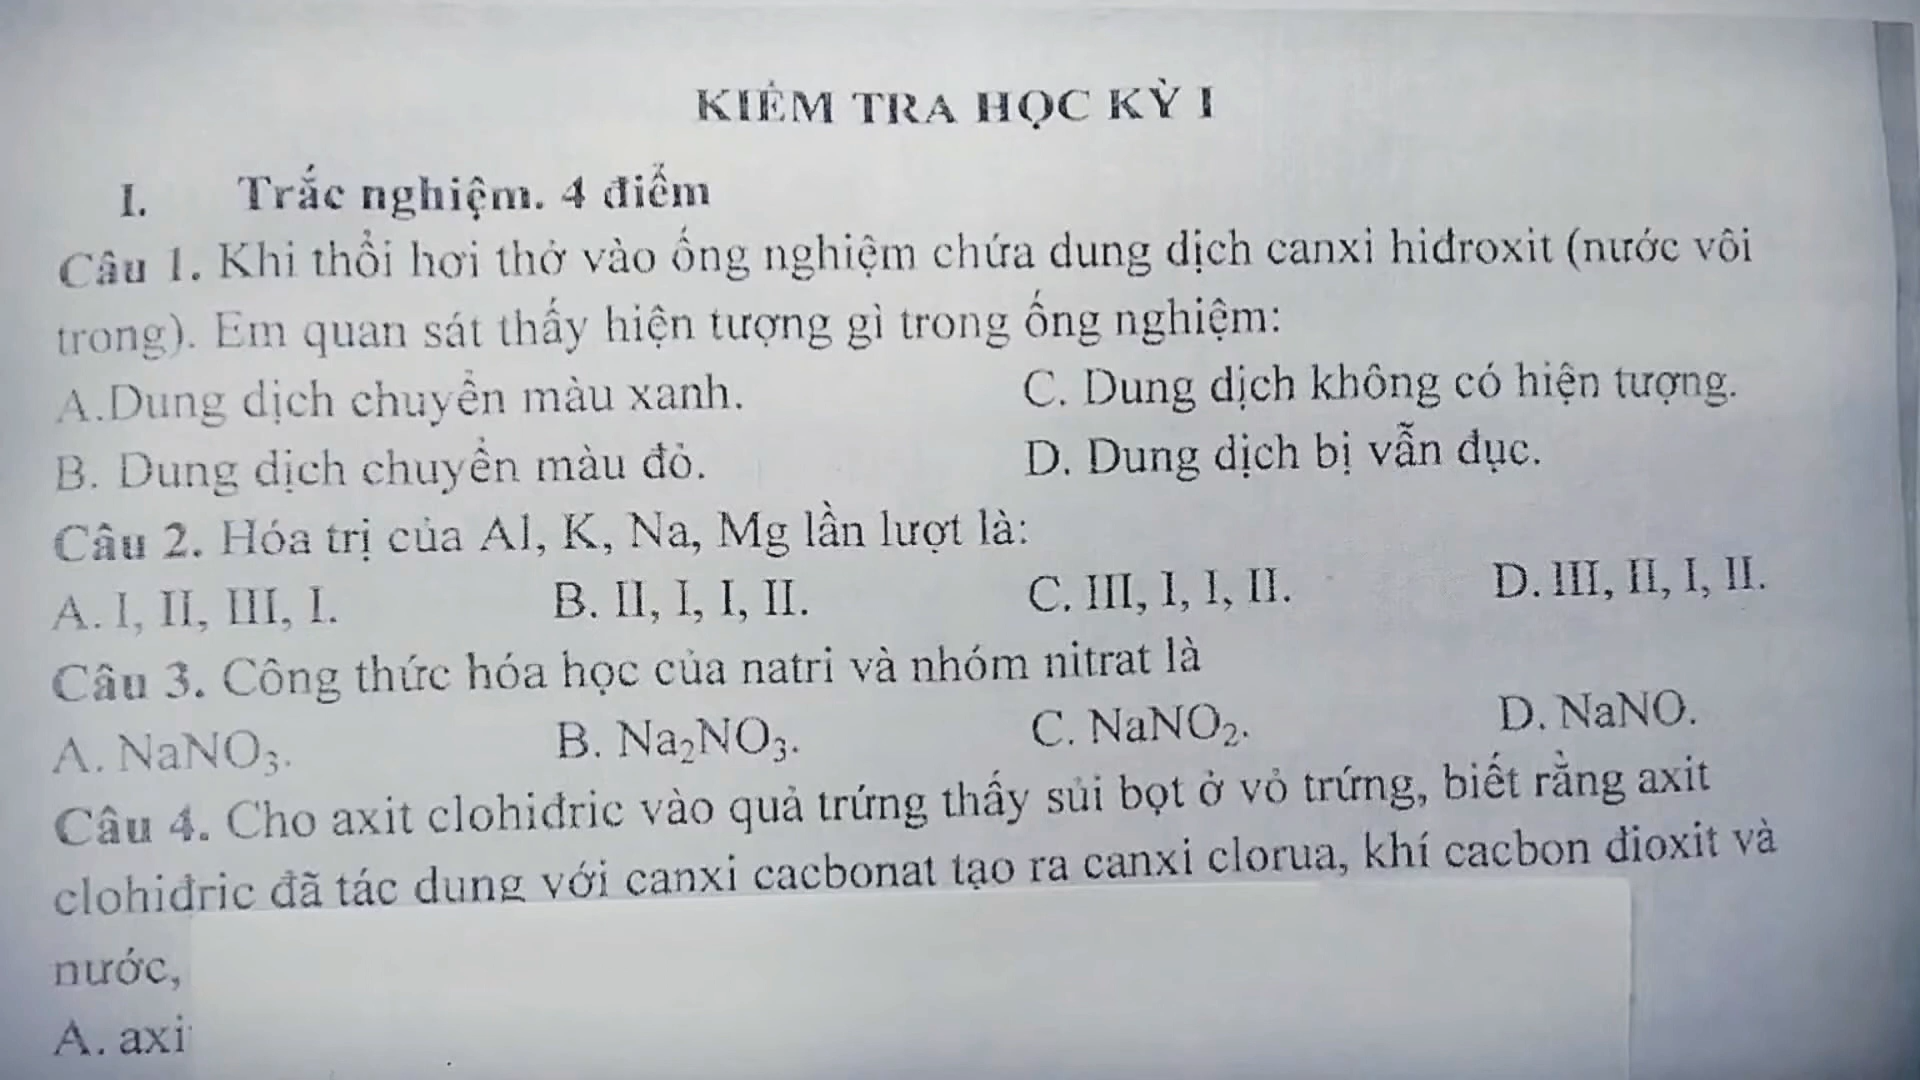 KIỂM TRA HỌC KỲ I
I. Trắc nghiệm. 4 điểm
Câu 1. Khi thổi hơi thở vào ống nghiệm chứa dung dịch canxi hiđroxit (nước vôi
trong). Em quan sát thấy hiện tượng gì trong ống nghiệm:
A.Dung dịch chuyển màu xanh. C. Dung dịch không có hiện tượng.
B. Dung dịch chuyển màu đỏ. D. Dung dịch bị vẫn đục.
Câu 2. Hóa trị của Al, K, Na, Mg lần lượt là:
A. I, II, III, I. B. II, I, I, II. C. III, I, I, II. D. III, II, I, II.
Câu 3. Công thức hóa học của natri và nhóm nitrat là
A. NaNO₃. B. Na₂NO₃. C. NaNO₂. D. NaNO.
Câu 4. Cho axit clohiđric vào quả trứng thấy sủi bọt ở vỏ trứng, biết rằng axit
clohiđric đã tác dụng với canxi cacbonat tạo ra canxi clorua, khí cacbon đioxit và
nước,
A.